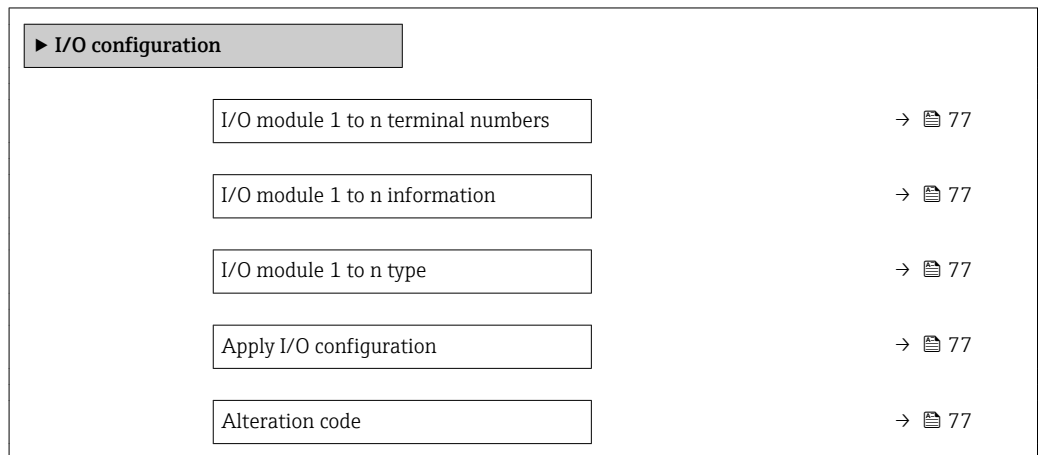 ▶ I/O configuration
I/O module 1 to n terminal numbers → 77
I/O module 1 to n information → 77
I/O module 1 to n type → 77
Apply I/O configuration → 77
Alteration code → 77